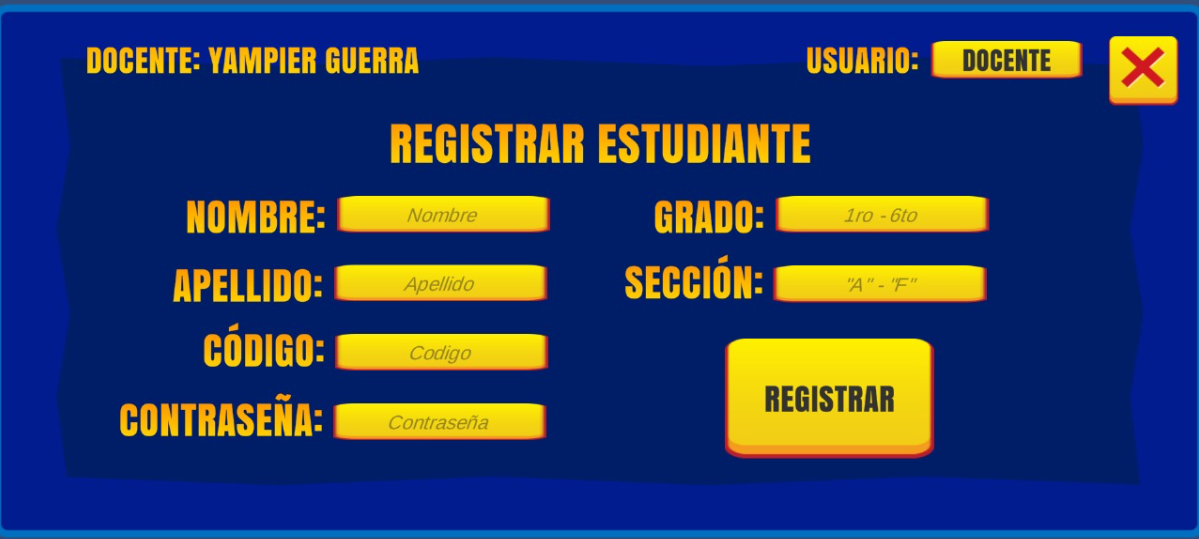 DOCENTE: YAMPIER GUERRA
USUARIO: DOCENTE
REGISTRAR ESTUDIANTE
NOMBRE: Nombre
GRADO: 1ro - 6to
APELLIDO: Apellido
SECCIÓN: "A" - "F"
CÓDIGO: Codigo
CONTRASEÑA: Contraseña
REGISTRAR